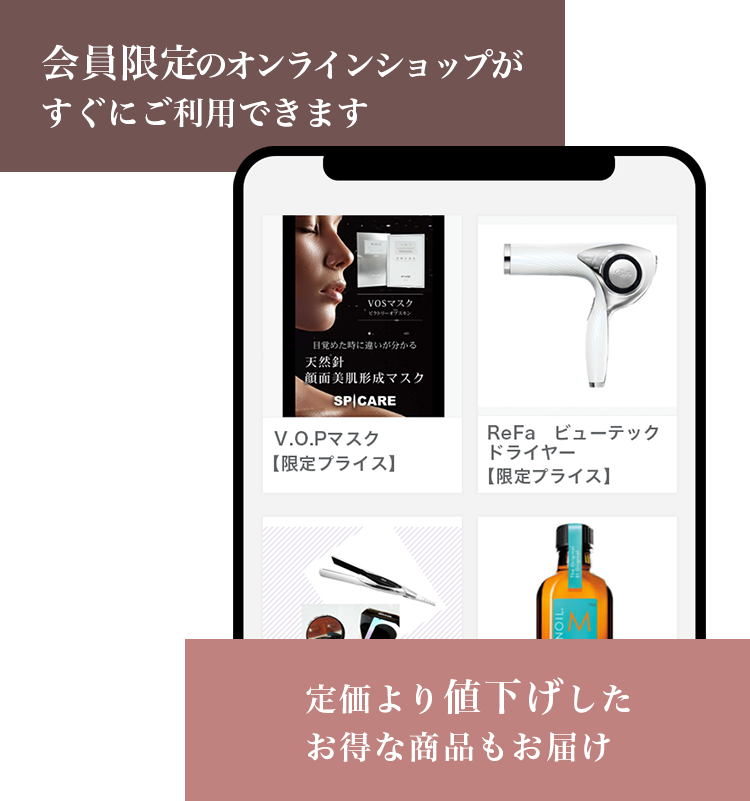 会員限定のオンラインショップが
すぐにご利用できます
VOSマスク
ビクトリーオブスキン
目覚めた時に違いが分かる
天然針
顔面美肌形成マスク
SP|CARE
V.O.Pマスク
【限定プライス】
ReFa ビューテック
ドライヤー
【限定プライス】
NOIL.
M
定価より値下げした
お得な商品もお届け